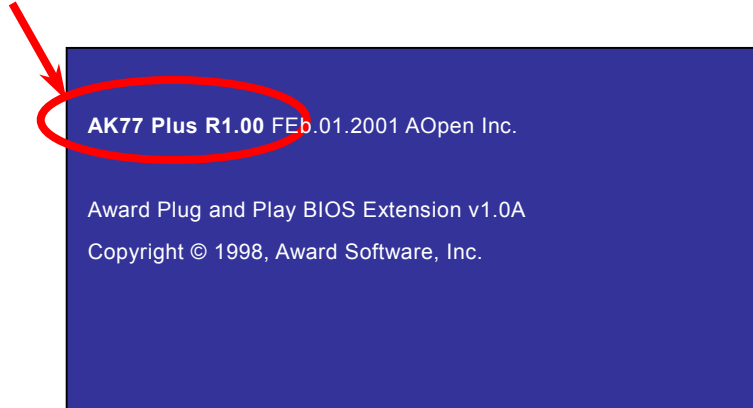 AK77 Plus R1.00 FEb.01.2001 AOpen Inc.
Award Plug and Play BIOS Extension v1.0A
Copyright © 1998, Award Software, Inc.